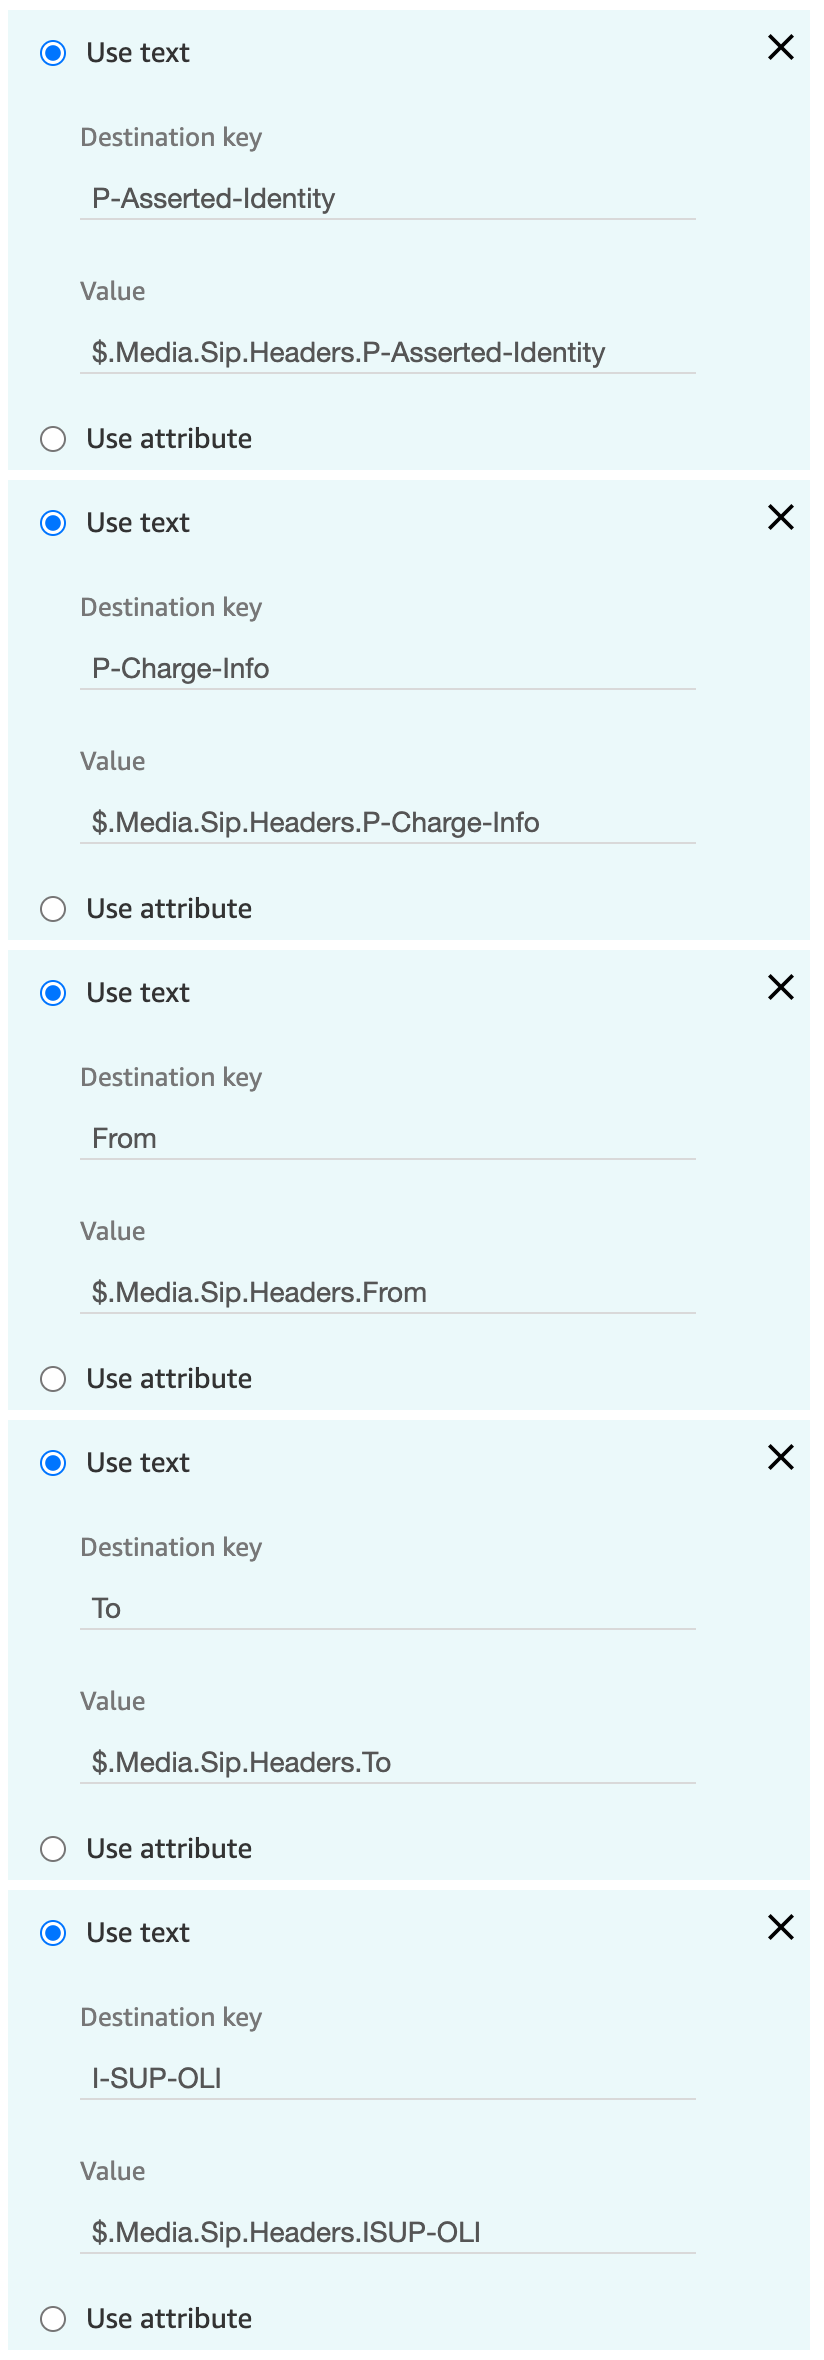 Use text
Destination key
P-Asserted-Identity
Value
$.Media.Sip.Headers.P-Asserted-Identity
Use attribute
Use text
Destination key
P-Charge-Info
Value
$.Media.Sip.Headers.P-Charge-Info
Use attribute
Use text
Destination key
From
Value
$.Media.Sip.Headers.From
Use attribute
Use text
Destination key
To
Value
$.Media.Sip.Headers.To
Use attribute
Use text
Destination key
I-SUP-OLI
Value
$.Media.Sip.Headers.ISUP-OLI
Use attribute